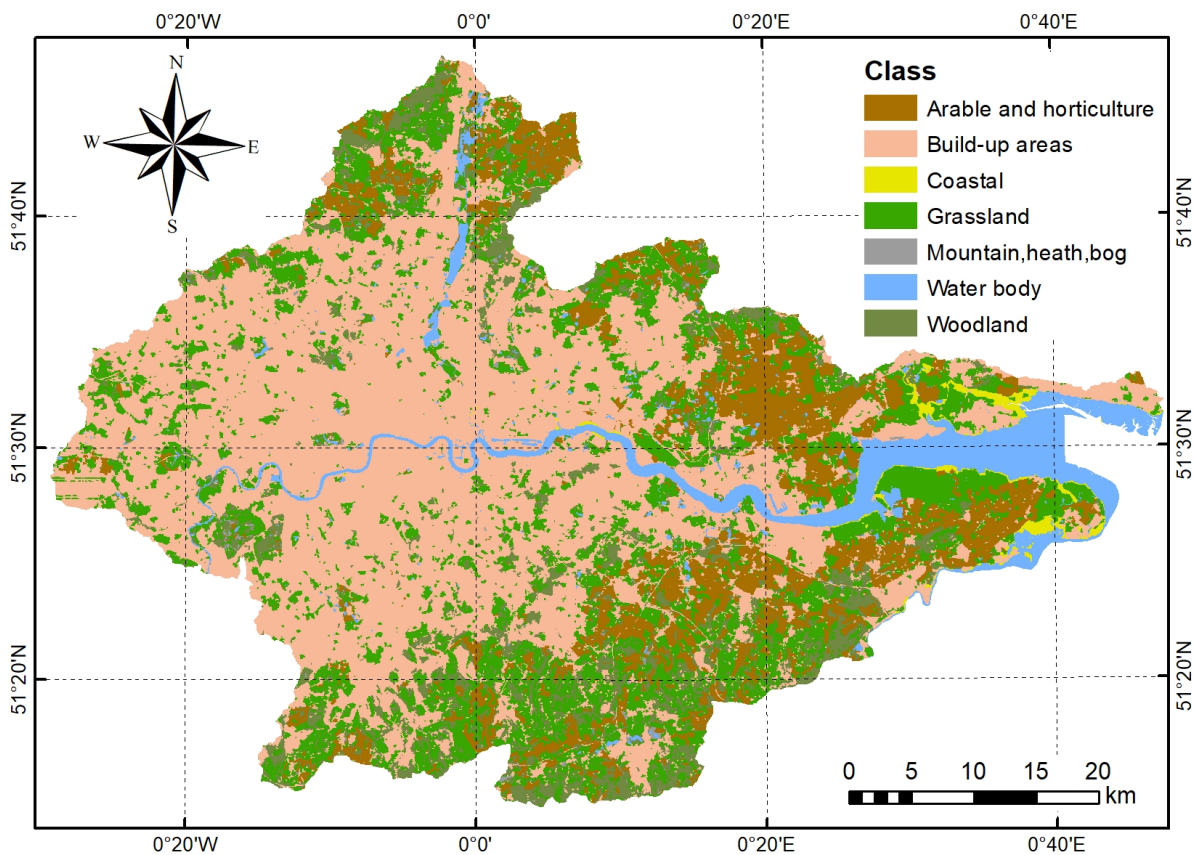 0°20'W 0°0' 0°20'E 0°40'E
N
W E
S
Class
Arable and horticulture
Build-up areas
Coastal
Grassland
Mountain,heath,bog
Water body
Woodland
51°40'N 51°40'N
51°30'N 51°30'N
51°20'N 51°20'N
0 5 10 15 20
km
0°20'W 0°0' 0°20'E 0°40'E